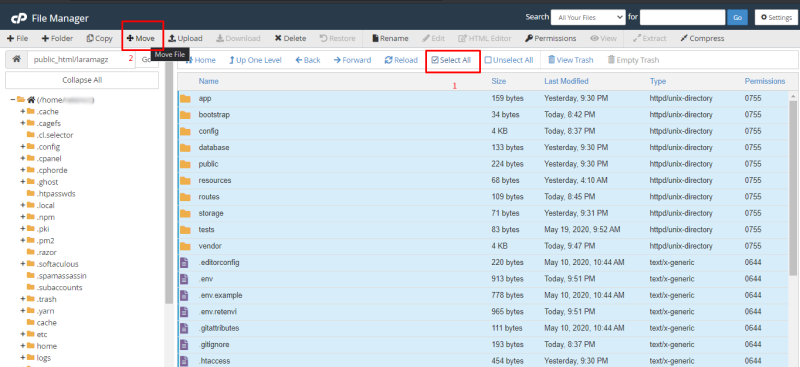 cP File Manager Search All Your Files for Go Settings
File Folder Copy Move Upload Download Delete Restore Rename Edit HTML Editor Permissions View Extract Compress
Move File
public_html/laramagz 2 Go Home Up One Level Back Forward Reload Select All Unselect All View Trash Empty Trash
Collapse All
1
Name Size Last Modified Type Permissions
app 159 bytes Yesterday, 9:30 PM httpd/unix-directory 0755
bootstrap 34 bytes Today, 8:42 PM httpd/unix-directory 0755
config 4 KB Today, 8:37 PM httpd/unix-directory 0755
database 133 bytes Yesterday, 9:30 PM httpd/unix-directory 0755
public 224 bytes Yesterday, 9:30 PM httpd/unix-directory 0755
resources 68 bytes Yesterday, 4:10 AM httpd/unix-directory 0755
routes 109 bytes Today, 8:45 PM httpd/unix-directory 0755
storage 71 bytes Yesterday, 9:31 PM httpd/unix-directory 0755
tests 83 bytes May 19, 2020, 9:52 AM httpd/unix-directory 0755
vendor 4 KB Today, 9:47 PM httpd/unix-directory 0755
.editorconfig 220 bytes May 10, 2020, 10:44 AM text/x-generic 0644
.env 913 bytes Today, 9:51 PM text/x-generic 0644
.env.example 778 bytes May 10, 2020, 10:44 AM text/x-generic 0644
.env.retenvi 965 bytes Today, 9:51 PM text/x-generic 0644
.gitattributes 111 bytes May 10, 2020, 10:44 AM text/x-generic 0644
.gitignore 193 bytes Today, 8:37 PM text/x-generic 0644
.htaccess 454 bytes Yesterday, 9:30 PM text/x-generic 0644
(/home
.cache
.cagefs
.cl.selector
.config
.cpanel
.cphorde
.ghost
.htpasswds
.local
.npm
.pki
.pm2
.razor
.softaculous
.spamassassin
.subaccounts
.trash
.yarn
cache
etc
home
logs